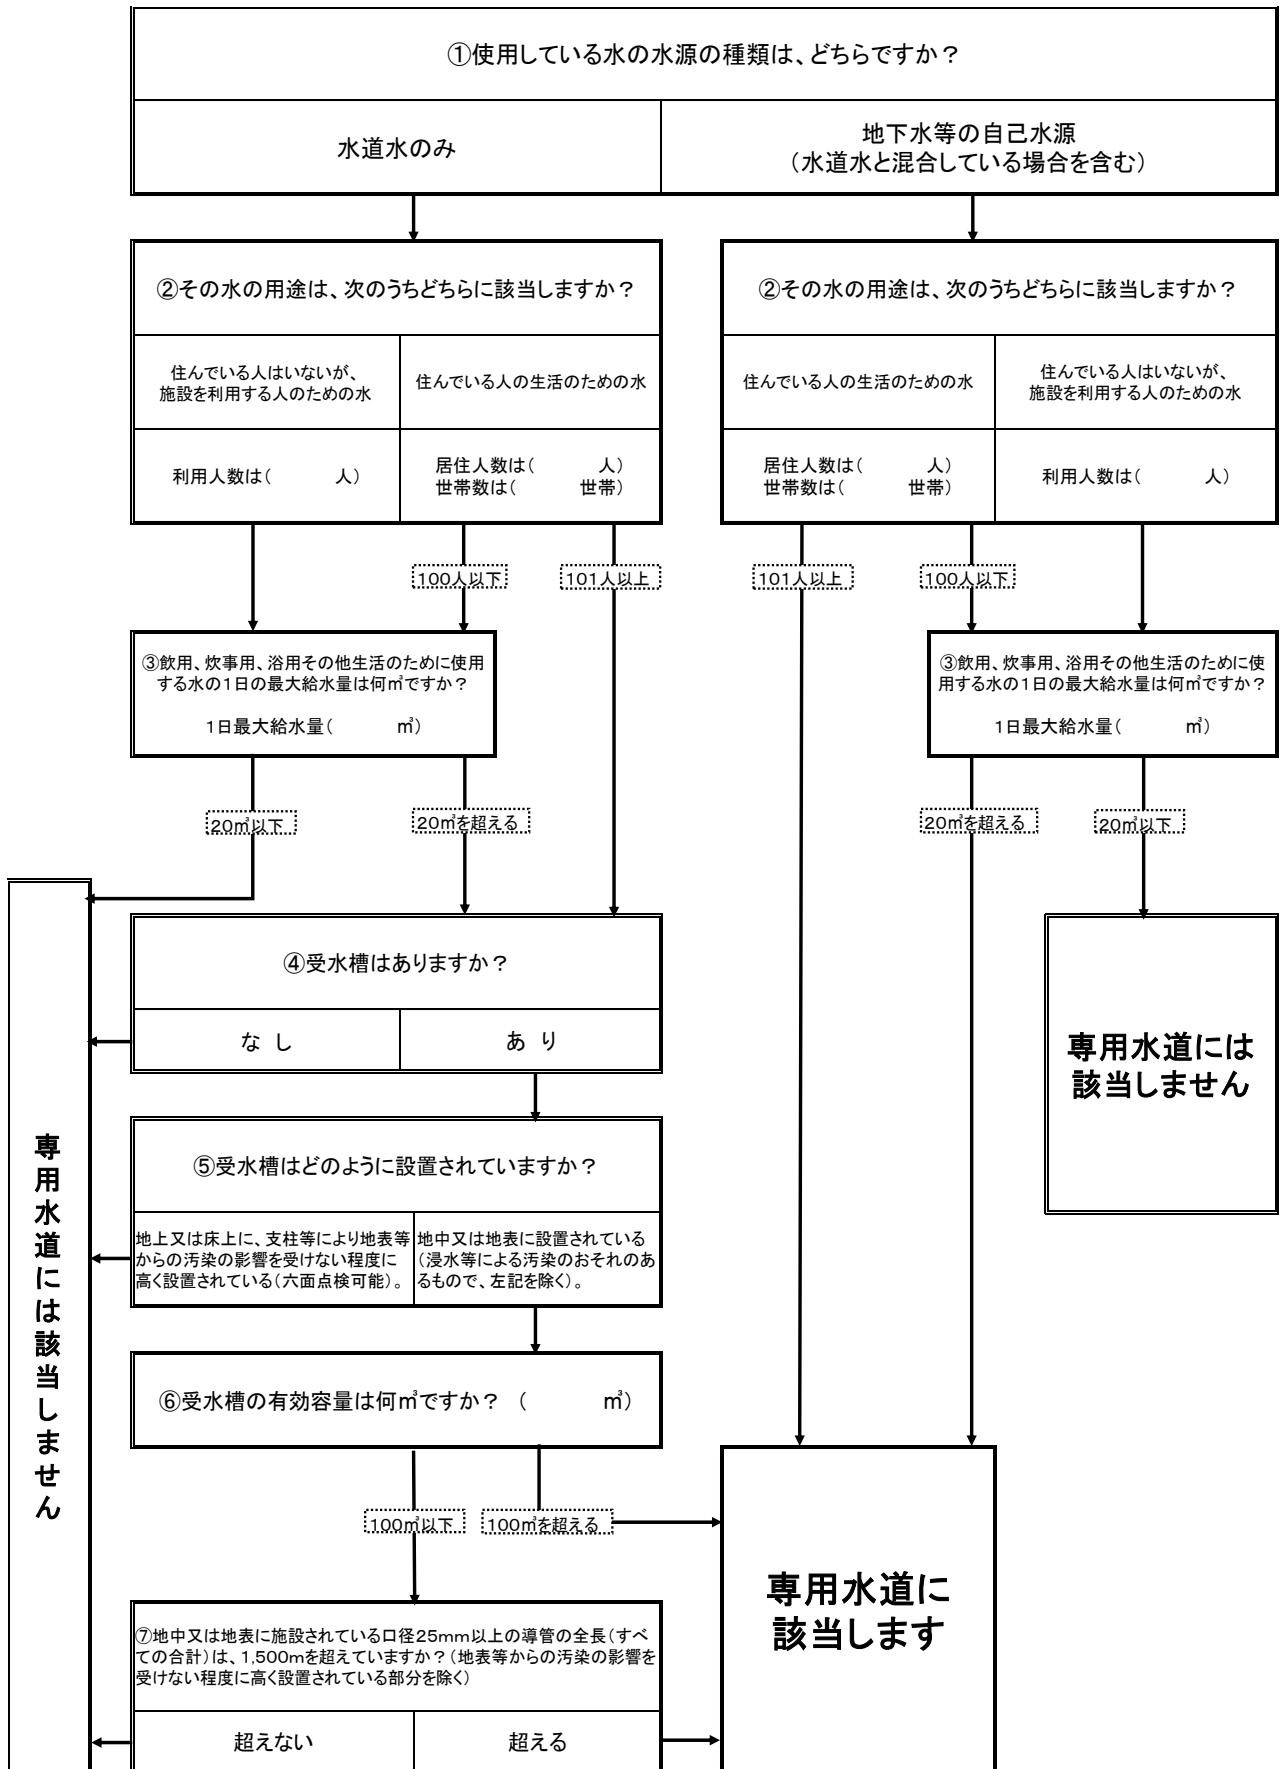 ①使用している水の水源の種類は、どちらですか？
水道水のみ
地下水等の自己水源
（水道水と混合している場合を含む）
②その水の用途は、次のうちどちらに該当しますか？
住んでいる人はいないが、
施設を利用する人のための水
住んでいる人の生活のための水
利用人数は（　　　　人）
居住人数は（　　　　人）
世帯数は（　　　　世帯）
②その水の用途は、次のうちどちらに該当しますか？
住んでいる人の生活のための水
住んでいる人はいないが、
施設を利用する人のための水
居住人数は（　　　　人）
世帯数は（　　　　世帯）
利用人数は（　　　　人）
100人以下
101人以上
101人以上
100人以下
③飲用、炊事用、浴用その他生活のために使用
する水の1日の最大給水量は何㎥ですか？
1日最大給水量（　　　　㎥）
③飲用、炊事用、浴用その他生活のために使
用する水の1日の最大給水量は何㎥ですか？
1日最大給水量（　　　　㎥）
20㎥以下
20㎥を超える
20㎥を超える
20㎥以下
④受水槽はありますか？
な し
あ り
専用水道には
該当しません
専用水道には該当しません
⑤受水槽はどのように設置されていますか？
地上又は床上に、支柱等により地表等
からの汚染の影響を受けない程度に
高く設置されている（六面点検可能）。
地中又は地表に設置されている
（浸水等による汚染のおそれのあ
るもので、左記を除く）。
⑥受水槽の有効容量は何㎥ですか？　（　　　　㎥）
100㎥以下
100㎥を超える
専用水道に
該当します
⑦地中又は地表に施設されている口径25mm以上の導管の全長（すべ
ての合計）は、1,500mを超えていますか？（地表等からの汚染の影響を
受けない程度に高く設置されている部分を除く）
超えない
超える